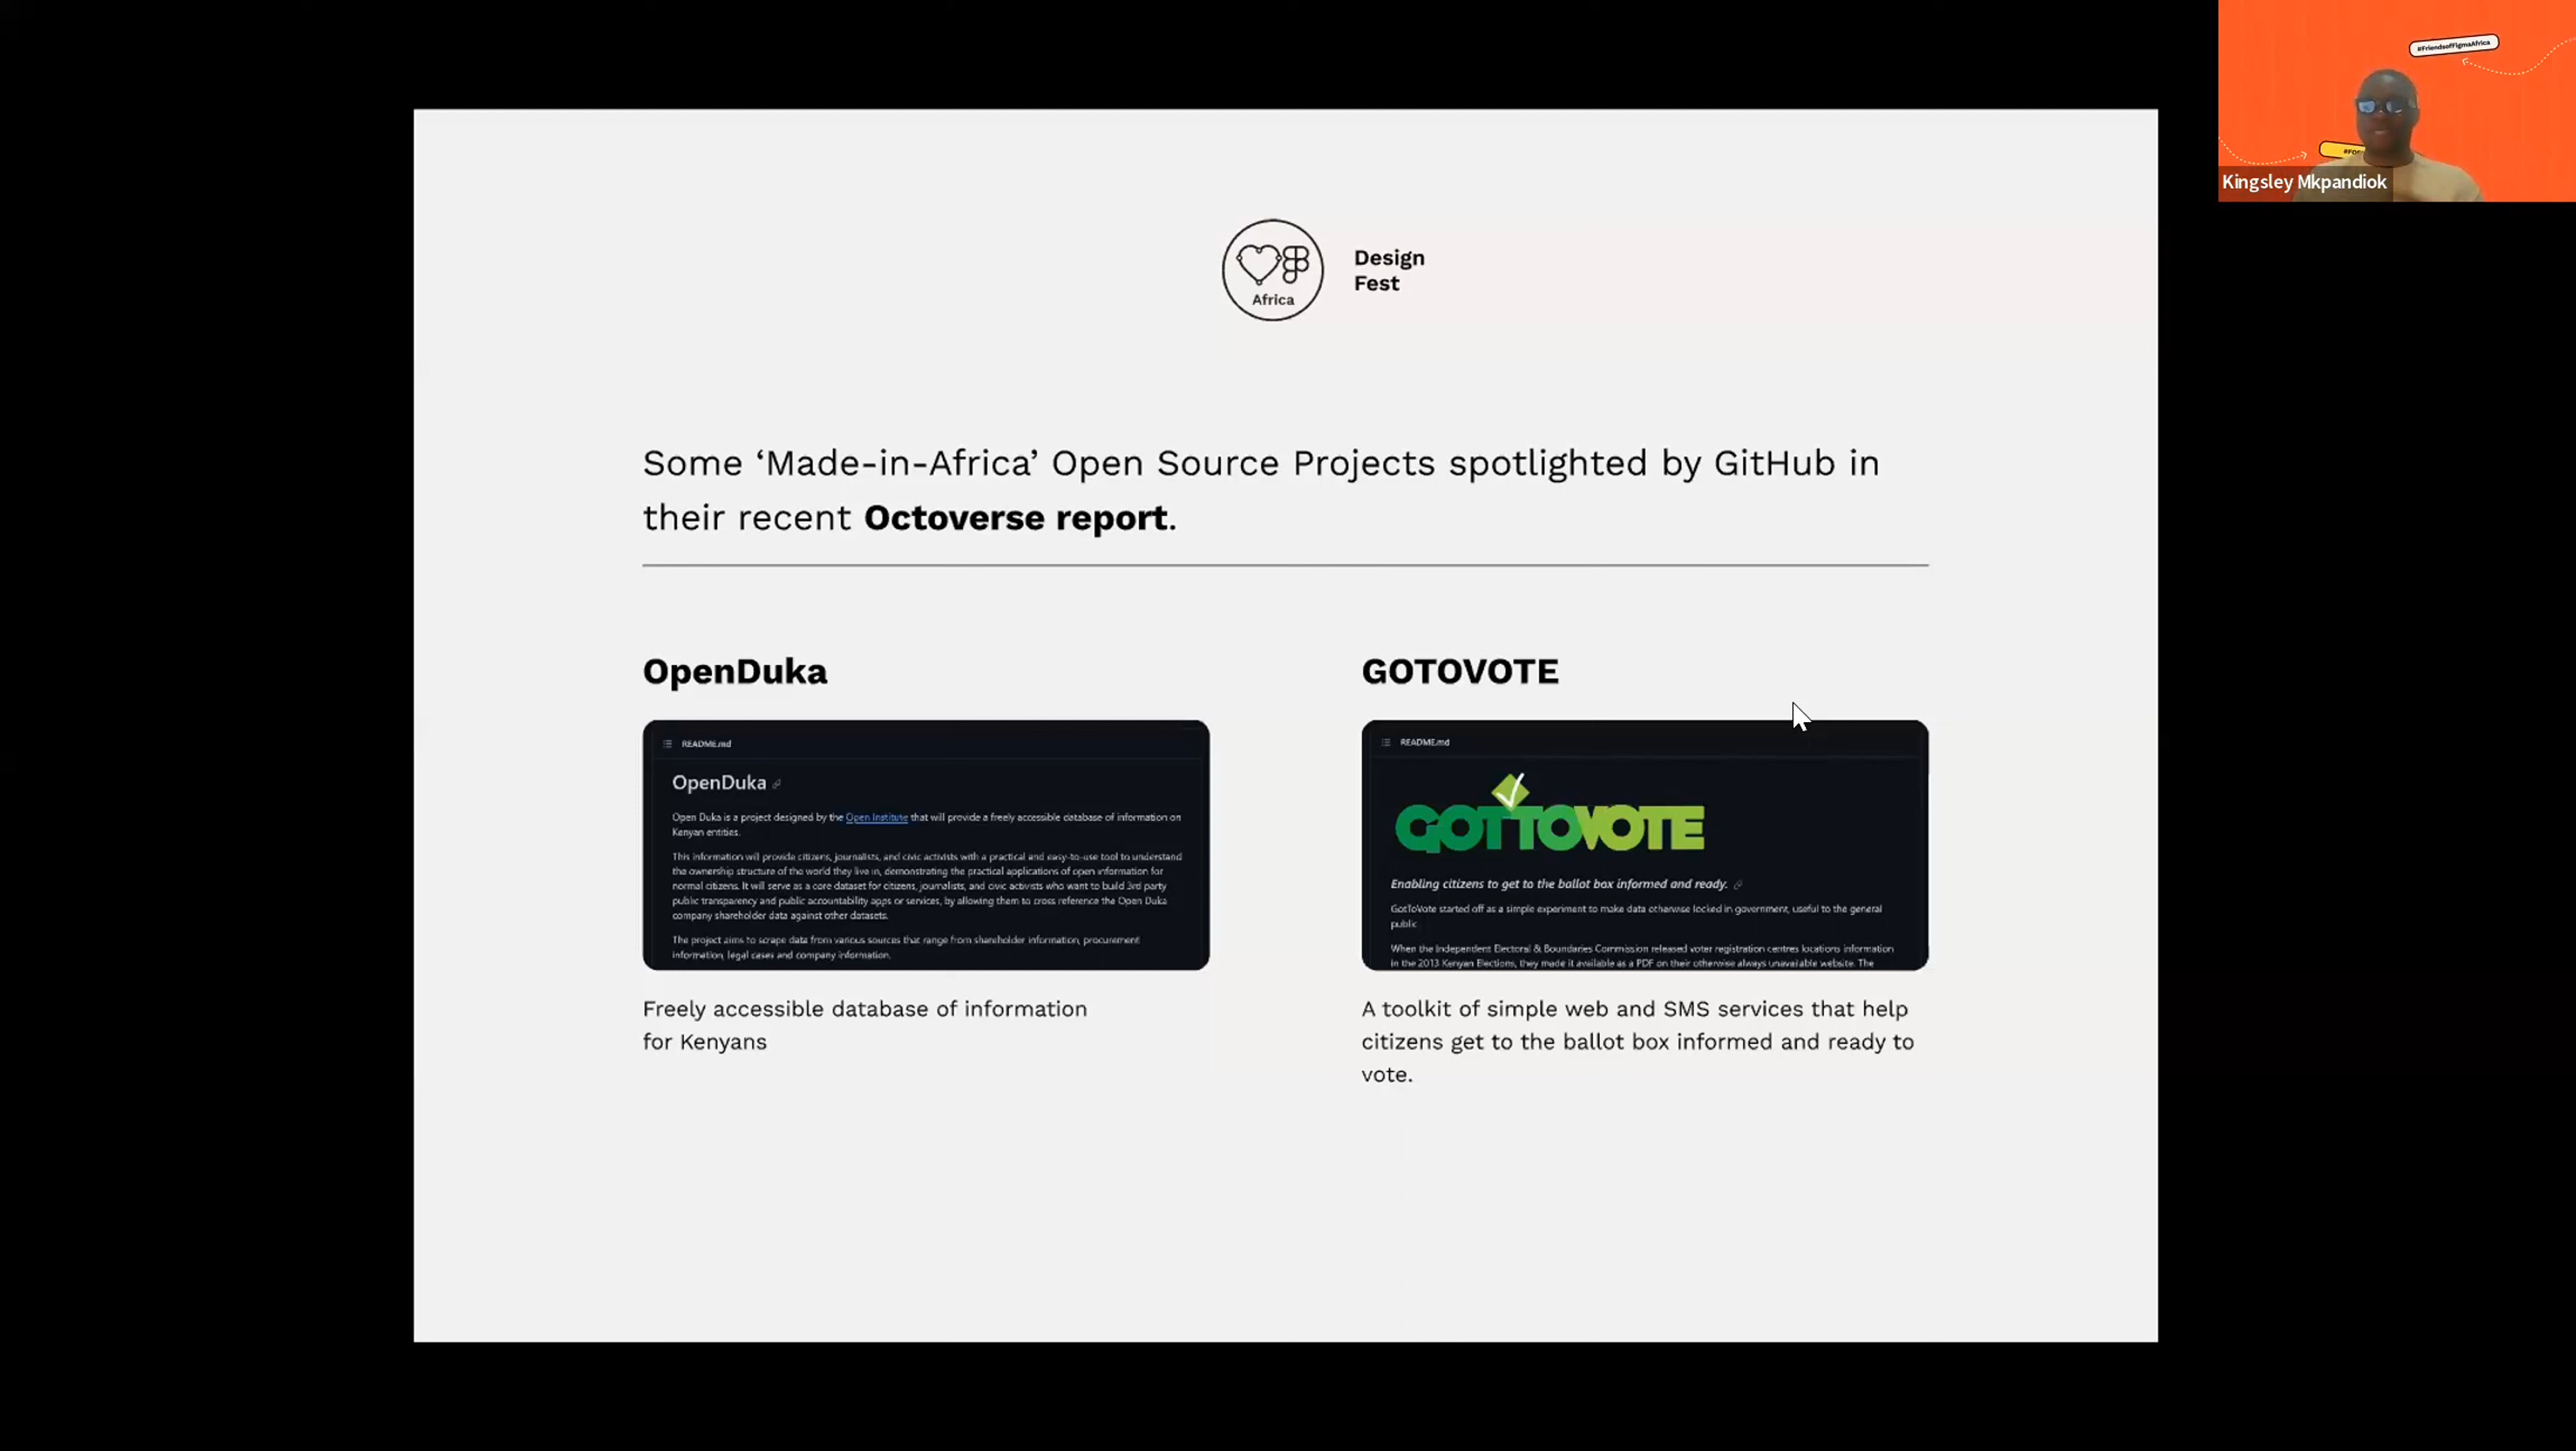 #FriendsofFigmaAfrica
Kingsley Mkpandiok
Africa
Design
Fest
Some ‘Made-in-Africa’ Open Source Projects spotlighted by GitHub in
their recent Octoverse report.
OpenDuka
README.md
OpenDuka
Open Duka is a project designed by the Open Institute that will provide a freely accessible database of information on
Kenyan entities.
This information will provide citizens, journalists, and civic activists with a practical and easy-to-use tool to understand
the ownership structure of the world they live in, demonstrating the practical applications of open information for
normal citizens. It will serve as a core dataset for citizens, journalists, and civic activists who want to build 3rd party
public transparency and public accountability apps or services, by allowing them to cross reference the Open Duka
company shareholder data against other datasets.
The project aims to scrape data from various sources that range from shareholder information, procurement
information, legal cases and company information.
Freely accessible database of information
for Kenyans
GOTOVOTE
README.md
GOTTOVOTE
Enabling citizens to get to the ballot box informed and ready.
GotToVote started off as a simple experiment to make data otherwise locked in government, useful to the general
public
When the Independent Electoral & Boundaries Commission released voter registration centres locations information
in the 2013 Kenyan Elections, they made it available as a PDF on their otherwise always unavailable website. The
A toolkit of simple web and SMS services that help
citizens get to the ballot box informed and ready to
vote.